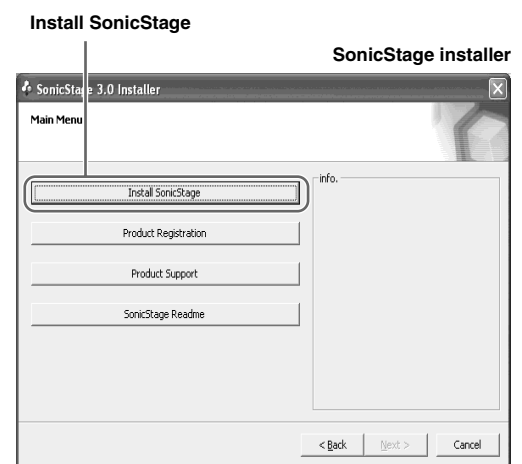 Install SonicStage
SonicStage installer
SonicStage 3.0 Installer
Main Menu
info.
Install SonicStage
Product Registration
Product Support
SonicStage Readme
< Back
Next >
Cancel